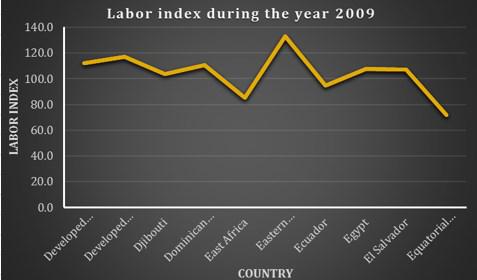 Labor index during the year 2009
140.0
120.0
100.0
80.0
60.0
40.0
20.0
0.0
LABOR INDEX
Developed...
Developed...
Djibouti
Dominican...
East Africa
Eastern...
Ecuador
Egypt
El Salvador
Equatorial...
COUNTRY